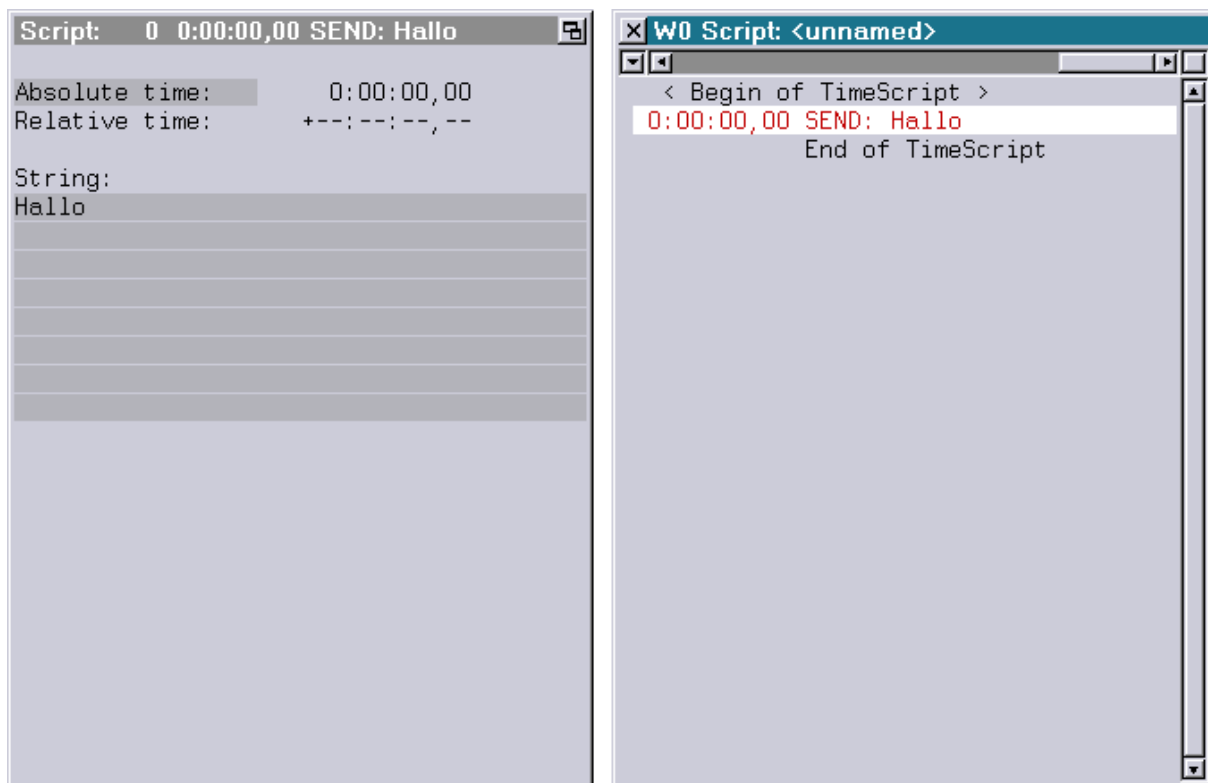 Script: 0 0:00:00,00 SEND: Hallo
Absolute time: 0:00:00,00
Relative time: +--:--:--,--
String:
Hallo
W0 Script: <unnamed>
< Begin of TimeScript >
0:00:00,00 SEND: Hallo
End of TimeScript